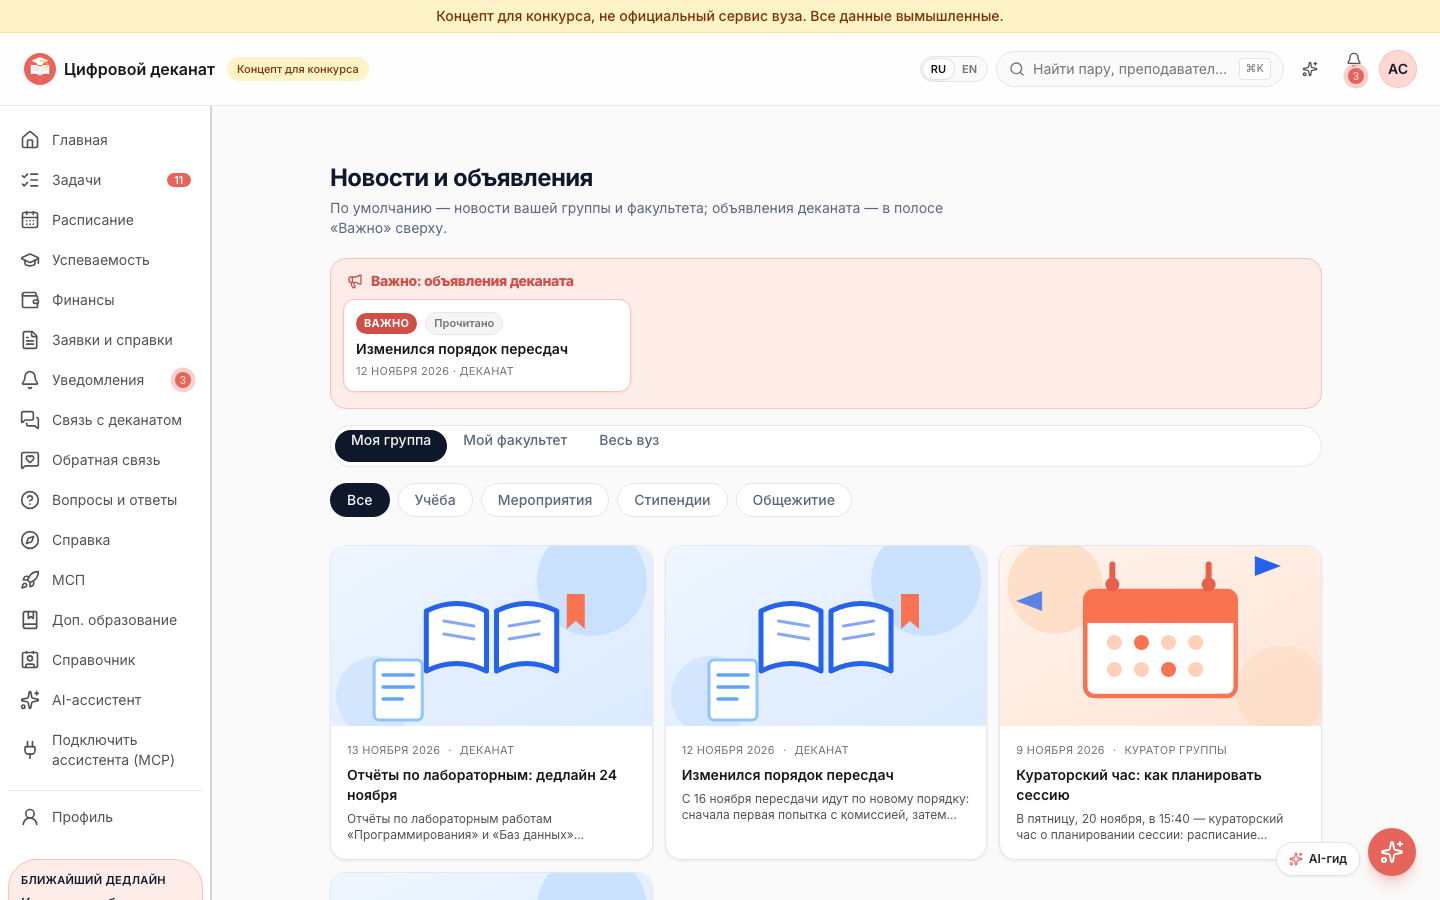 Концепт для конкурса, не официальный сервис вуза. Все данные вымышленные.
Цифровой деканат
Концепт для конкурса
RU EN
Найти пару, преподавател...
⌘K
3
АС
Главная
Задачи 11
Расписание
Успеваемость
Финансы
Заявки и справки
Уведомления 3
Связь с деканатом
Обратная связь
Вопросы и ответы
Справка
МСП
Доп. образование
Справочник
AI-ассистент
Подключить
ассистента (MCP)
Профиль
БЛИЖАЙШИЙ ДЕДЛАЙН
Новости и объявления
По умолчанию — новости вашей группы и факультета; объявления деканата — в полосе
«Важно» сверху.
Важно: объявления деканата
ВАЖНО Прочитано
Изменился порядок пересдач
12 НОЯБРЯ 2026 · ДЕКАНАТ
Моя группа Мой факультет Весь вуз
Все Учёба Мероприятия Стипендии Общежитие
13 НОЯБРЯ 2026 · ДЕКАНАТ
Отчёты по лабораторным: дедлайн 24
ноября
Отчёты по лабораторным работам
«Программирования» и «Баз данных»...
12 НОЯБРЯ 2026 · ДЕКАНАТ
Изменился порядок пересдач
С 16 ноября пересдачи идут по новому порядку:
сначала первая попытка с комиссией, затем...
9 НОЯБРЯ 2026 · КУРАТОР ГРУППЫ
Кураторский час: как планировать
сессию
В пятницу, 20 ноября, в 15:40 — кураторский
час о планировании сессии: расписание...
AI-гид